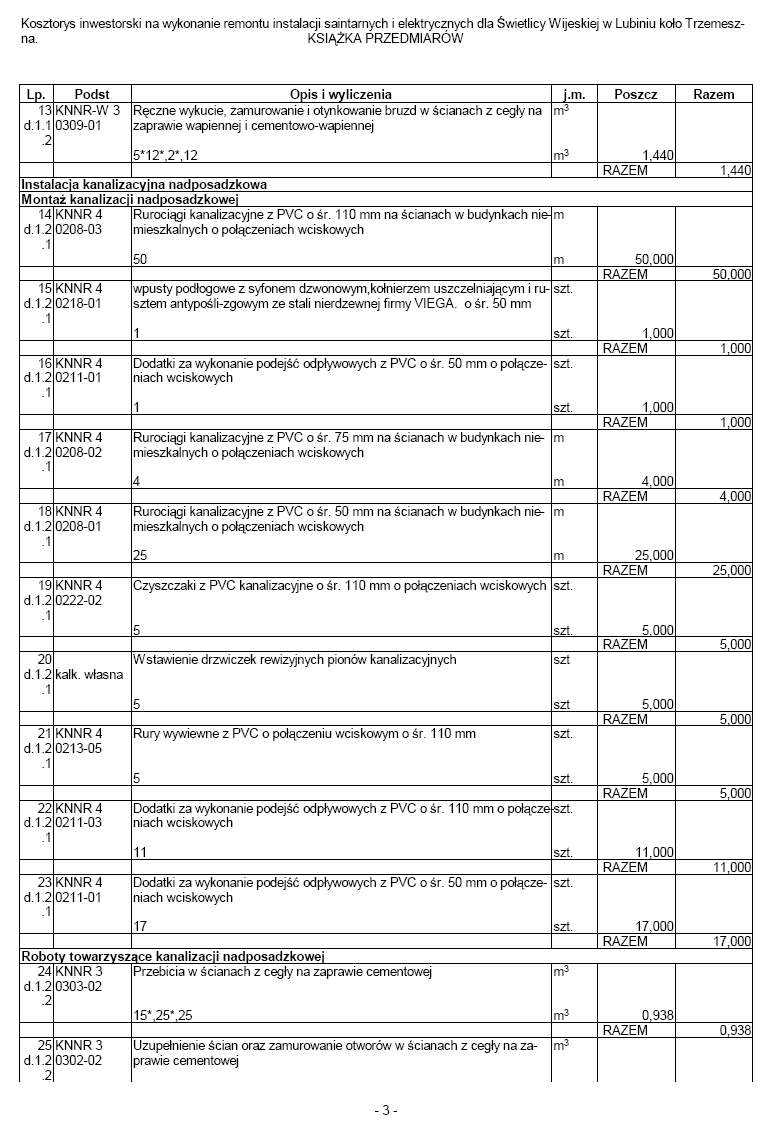 Kosztorys inwestorski na wykonanie remontu instalacji saintarnych i elektrycznych dla Świetlicy Wijeskiej w Lubiniu koło Trzemesz-
na. KSIĄŻKA PRZEDMIARÓW
Lp. Podst Opis i wyliczenia j.m. Poszcz Razem
13 KNNR-W 3 Ręczne wykucie, zamurowanie i otynkowanie bruzd w ścianach z cegły na m³
d.1.1 0309-01 zaprawie wapiennej i cementowo-wapiennej
.2
5*12*,2*,12 m³ 1,440
RAZEM 1,440
Instalacja kanalizacyjna nadposadzkowa
Montaż kanalizacji nadposadzkowej
14 KNNR 4 Rurociągi kanalizacyjne z PVC o śr. 110 mm na ścianach w budynkach nie- m
d.1.2 0208-03 mieszkalnych o połączeniach wciskowych
.1
50 m 50,000
RAZEM 50,000
15 KNNR 4 wpusty podłogowe z syfonem dzwonowym,kołnierzem uszczelniającym i ru- szt.
d.1.2 0218-01 sztem antypośli-zgowym ze stali nierdzewnej firmy VIEGA. o śr. 50 mm
.1
1 szt. 1,000
RAZEM 1,000
16 KNNR 4 Dodatki za wykonanie podejść odpływowych z PVC o śr. 50 mm o połącze- szt.
d.1.2 0211-01 niach wciskowych
.1
1 szt. 1,000
RAZEM 1,000
17 KNNR 4 Rurociągi kanalizacyjne z PVC o śr. 75 mm na ścianach w budynkach nie- m
d.1.2 0208-02 mieszkalnych o połączeniach wciskowych
.1
4 m 4,000
RAZEM 4,000
18 KNNR 4 Rurociągi kanalizacyjne z PVC o śr. 50 mm na ścianach w budynkach nie- m
d.1.2 0208-01 mieszkalnych o połączeniach wciskowych
.1
25 m 25,000
RAZEM 25,000
19 KNNR 4 Czyszczaki z PVC kanalizacyjne o śr. 110 mm o połączeniach wciskowych szt.
d.1.2 0222-02
.1
5 szt. 5,000
RAZEM 5,000
20 Wstawienie drzwiczek rewizyjnych pionów kanalizacyjnych szt
d.1.2 kalk. własna
.1
5 szt 5,000
RAZEM 5,000
21 KNNR 4 Rury wywiewne z PVC o połączeniu wciskowym o śr. 110 mm szt.
d.1.2 0213-05
.1
5 szt. 5,000
RAZEM 5,000
22 KNNR 4 Dodatki za wykonanie podejść odpływowych z PVC o śr. 110 mm o połącze- szt.
d.1.2 0211-03 niach wciskowych
.1
11 szt. 11,000
RAZEM 11,000
23 KNNR 4 Dodatki za wykonanie podejść odpływowych z PVC o śr. 50 mm o połącze- szt.
d.1.2 0211-01 niach wciskowych
.1
17 szt. 17,000
RAZEM 17,000
Roboty towarzyszące kanalizacji nadposadzkowej
24 KNNR 3 Przebicia w ścianach z cegły na zaprawie cementowej m³
d.1.2 0303-02
.2
15*,25*,25 m³ 0,938
RAZEM 0,938
25 KNNR 3 Uzupełnienie ścian oraz zamurowanie otworów w ścianach z cegły na za- m³
d.1.2 0302-02 prawie cementowej
.2
- 3 -